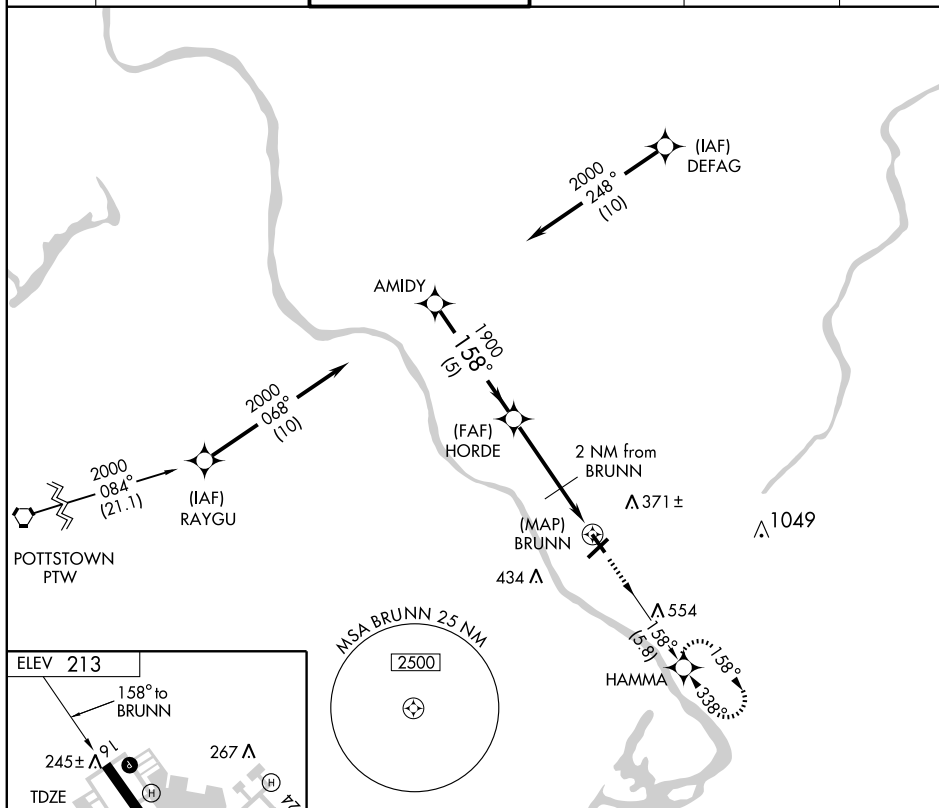 2000
248°
(10)
(IAF)
DEFAG
AMIDY
1900
158°
(5)
2000
068°
(10)
(FAF)
HORDE
2 NM from
BRUNN
371±
1049
2000
084°
(21.1)
(IAF)
RAYGU
POTTSTOWN
PTW
(MAP)
BRUNN
434
554
158°
(5.8)
HAMMA
158°
338°
MSA BRUNN 25 NM
2500
ELEV 213
158° to
BRUNN
245±
16
P
267
H
H
24
TDZE